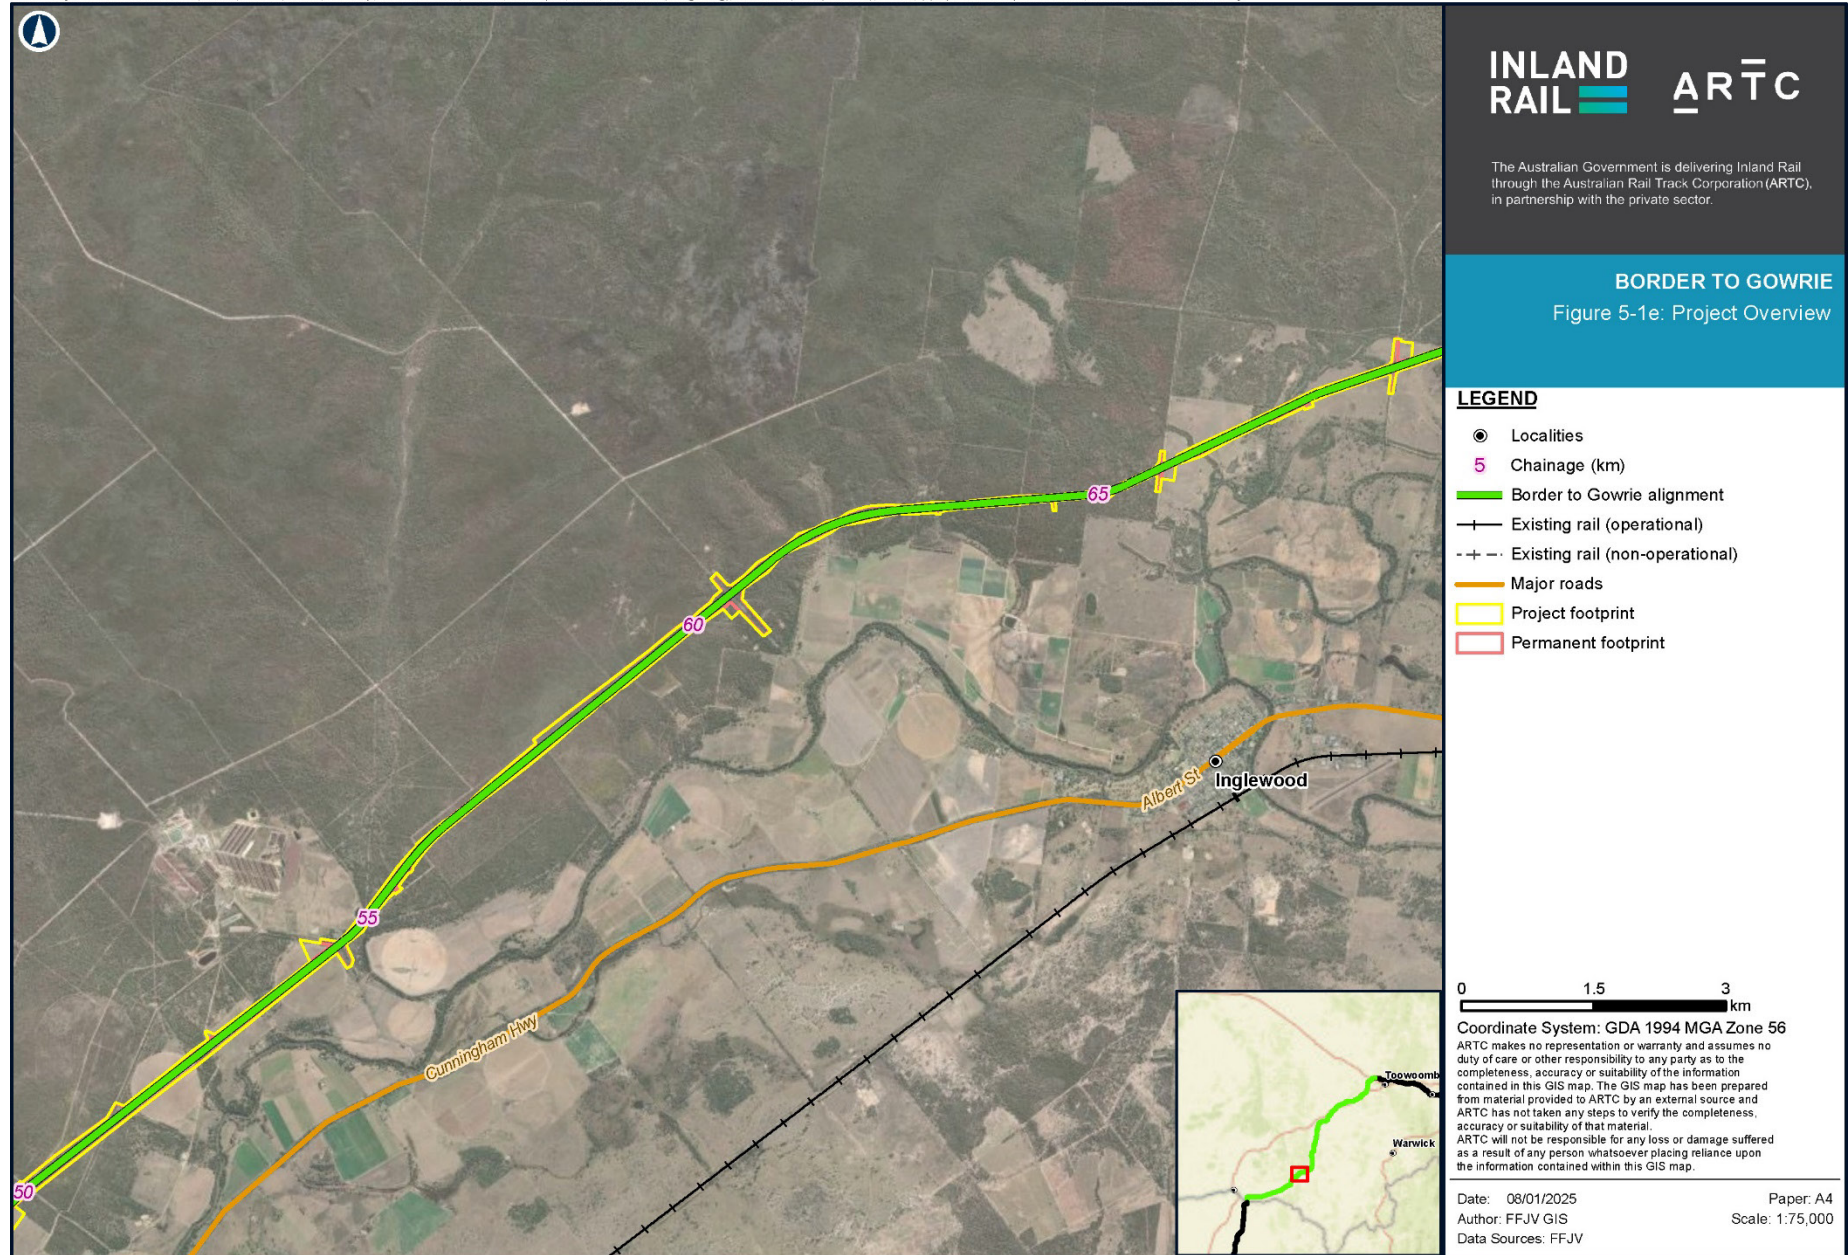 INLAND
RAIL
ARTC
The Australian Government is delivering Inland Rail
through the Australian Rail Track Corporation (ARTC),
in partnership with the private sector.
BORDER TO GOWRIE
Figure 5-1e: Project Overview
LEGEND
Localities
5 Chainage (km)
Border to Gowrie alignment
Existing rail (operational)
Existing rail (non-operational)
Major roads
Project footprint
Permanent footprint
65
60
Albert St
Inglewood
55
Cunningham Hwy
50
Toowoomb
Warwick
0 1.5 3
km
Coordinate System: GDA 1994 MGA Zone 56
ARTC makes no representation or warranty and assumes no
duty of care or other responsibility to any party as to the
completeness, accuracy or suitability of the information
contained in this GIS map. The GIS map has been prepared
from material provided to ARTC by an external source and
ARTC has not taken any steps to verify the completeness,
accuracy or suitability of that material.
ARTC will not be responsible for any loss or damage suffered
as a result of any person whatsoever placing reliance upon
the information contained within this GIS map.
Date: 08/01/2025 Paper: A4
Author: FFJV GIS Scale: 1:75,000
Data Sources: FFJV